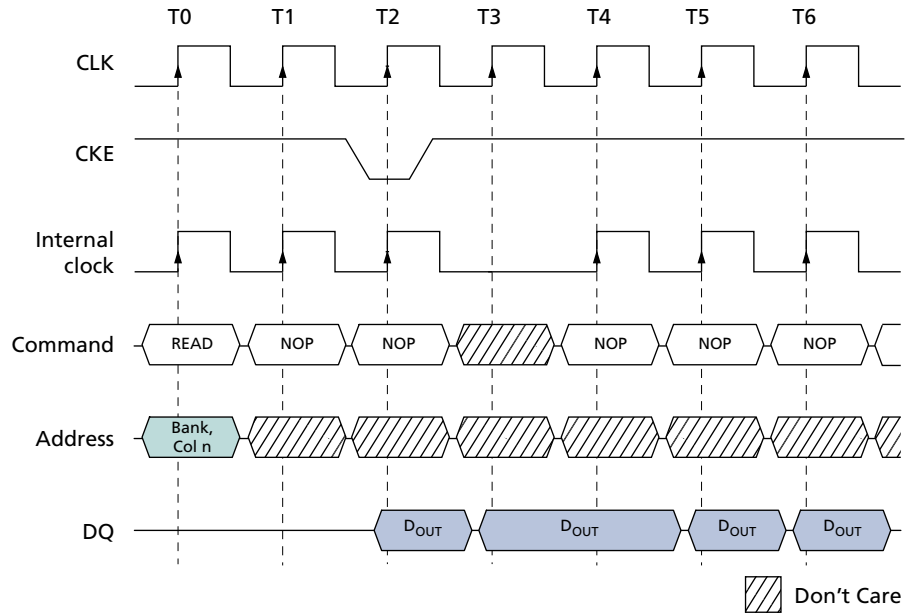 T0 T1 T2 T3 T4 T5 T6
CLK
CKE
Internal
clock
Command READ NOP NOP NOP NOP NOP
Address Bank,
Col n
DQ DOUT DOUT DOUT DOUT
Don't Care